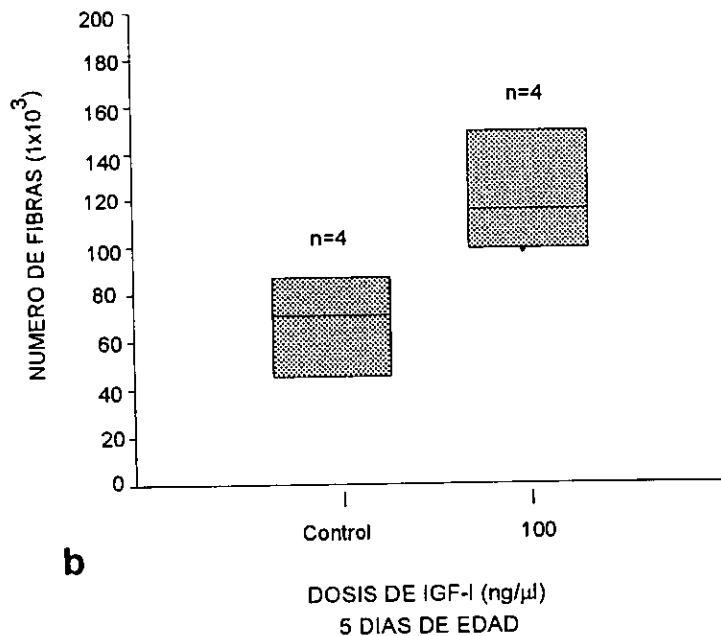 NUMERO DE FIBRAS (1x10³)
200
180
160
140
120
100
80
60
40
20
0
n=4
n=4
Control
100
b
DOSIS DE IGF-I (ng/µl)
5 DIAS DE EDAD